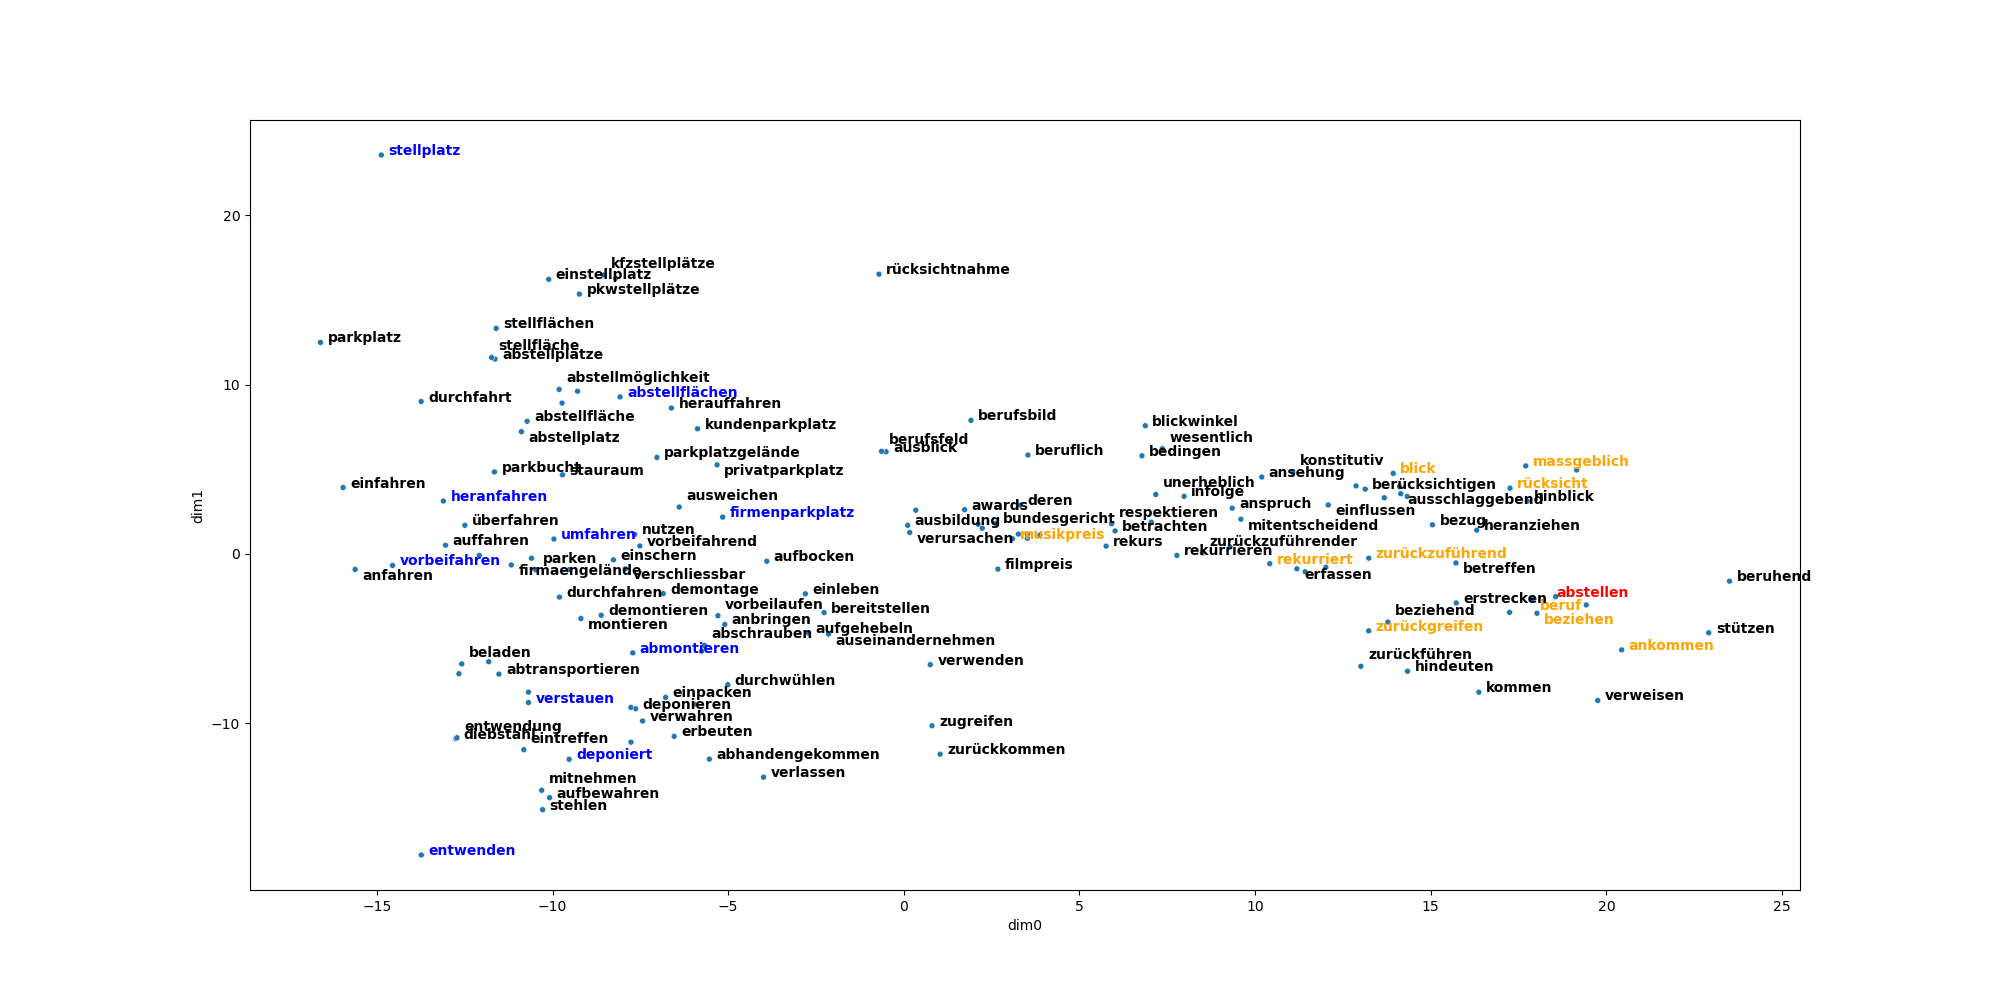 stellplatz
20
kfzstellplätze
einstellplatz
rücksichtnahme
pkwstellplätze
stellflächen
parkplatz
stellfläche
abstellplätze
abstellmöglichkeit
10
abstellflächen
durchfahrt
herauffahren
abstellfläche
berufsbild
kundenparkplatz
blickwinkel
abstellplatz
berufsfeld
wesentlich
ausblick
beruflich
bedingen
parkplatzgelände
konstitutiv
massgeblich
parkbucht
stauraum
privatparkplatz
ansehung
blick
einfahren
unerheblich
berücksichtigen
rücksicht
heranfahren
ausweichen
infolge
ausschlaggebend
hinblick
dim1
firmenparkplatz
awards
deren
anspruch
einflussen
überfahren
ausbildung
bundesgericht
respektieren
mitentscheidend
bezug
heranziehen
umfahren
nutzen
verursachen
musikpreis
betrachten
auffahren
vorbeifahrend
rekurs
zurückzuführender
0
vorbeifahren
parken
einschern
aufbocken
filmpreis
rekurrieren
rekurriert
zurückzuführend
anfahren
firmaengelände
verschliessbar
erfassen
betreffen
beruhend
durchfahren
demontage
einleben
abstellen
demontieren
vorbeilaufen
bereitstellen
beziehend
erstrecken
beruf
montieren
anbringen
abschrauben
aufgehebeln
zurückgreifen
beziehen
stützen
beladen
abmontieren
auseinandernehmen
zurückführen
ankommen
abtransportieren
verwenden
hindeuten
durchwühlen
kommen
verstauen
einpacken
verweisen
deponieren
verwahren
−10
entwendung
diebstahl
eintreffen
erbeuten
zugreifen
deponiert
abhandengekommen
zurückkommen
mitnehmen
verlassen
aufbewahren
stehlen
entwenden
−15 −10 −5 0 5 10 15 20 25
dim0